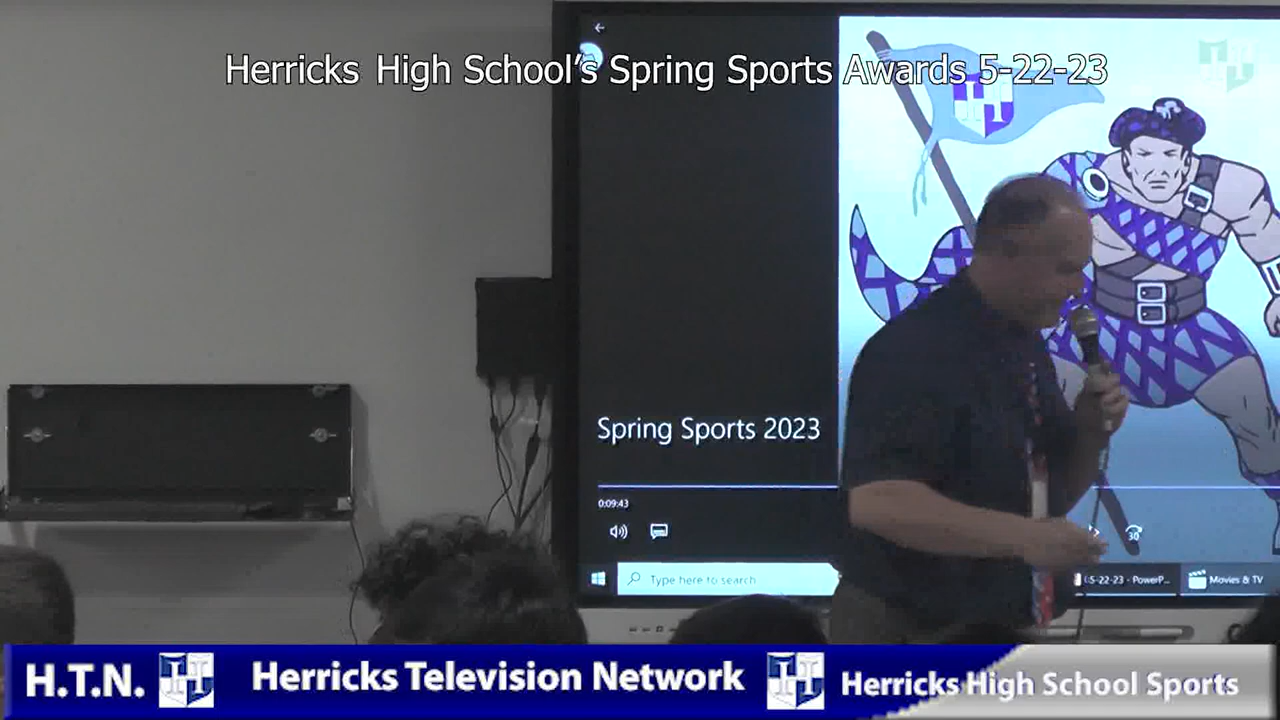 Herricks High School's Spring Sports Awards 5-22-23
Spring Sports 2023
0:09:43
30
Type here to search
5-22-23 - PowerP...
Movies & TV
H.T.N.
Herricks Television Network
Herricks High School Sports